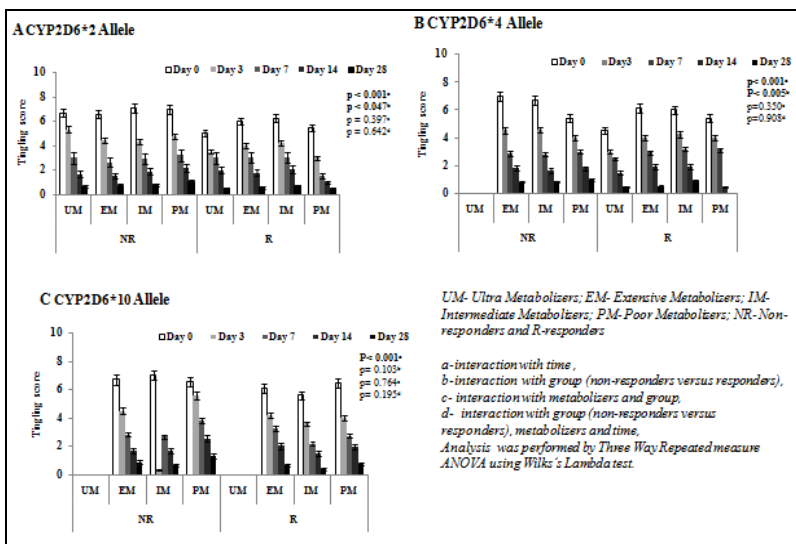 A CYP2D6*2 Allele
Day 0 Day 3 Day 7 Day 14 Day 28
p < 0.001ᵃ
p < 0.047ᵇ
p = 0.397ᶜ
p = 0.642ᵈ
Tingling score
10
8
6
4
2
0
UM EM IM PM UM EM IM PM
NR R
B CYP2D6*4 Allele
Day 0 Day3 Day 7 Day 14 Day 28
p< 0.001ᵃ
P< 0.005ᵇ
p=0.350ᶜ
p=0.908ᵈ
Tingling score
10
8
6
4
2
0
UM EM IM PM UM EM IM PM
NR R
C CYP2D6*10 Allele
Day 0 Day 3 Day 7 Day 14 Day 28
P< 0.001ᵃ
p= 0.103ᵇ
p= 0.764ᶜ
p= 0.195ᵈ
Tingling score
10
8
6
4
2
0
UM EM IM PM UM EM IM PM
NR R
UM- Ultra Metabolizers; EM- Extensive Metabolizers; IM-
Intermediate Metabolizers; PM- Poor Metabolizers; NR- Non-
responders and R-responders
a-interaction with time ,
b-interaction with group (non-responders versus responders),
c- interaction with metabolizers and group,
d- interaction with group (non-responders versus
responders), metabolizers and time,
Analysis was performed by Three Way Repeated measure
ANOVA using Wilks's Lambda test.